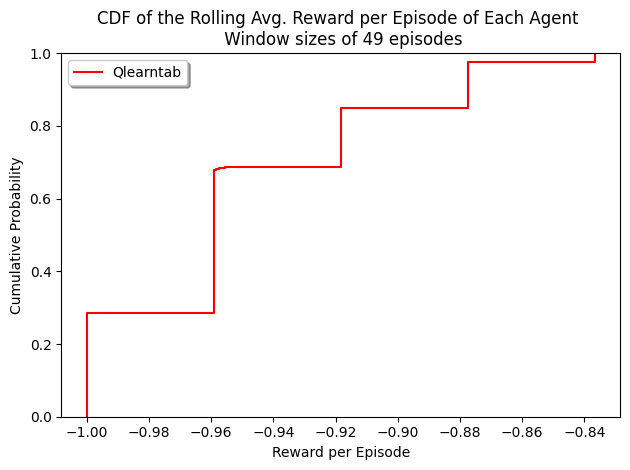 CDF of the Rolling Avg. Reward per Episode of Each Agent
Window sizes of 49 episodes
Qlearntab
Cumulative Probability
1.0
0.8
0.6
0.4
0.2
0.0
−1.00 −0.98 −0.96 −0.94 −0.92 −0.90 −0.88 −0.86 −0.84
Reward per Episode